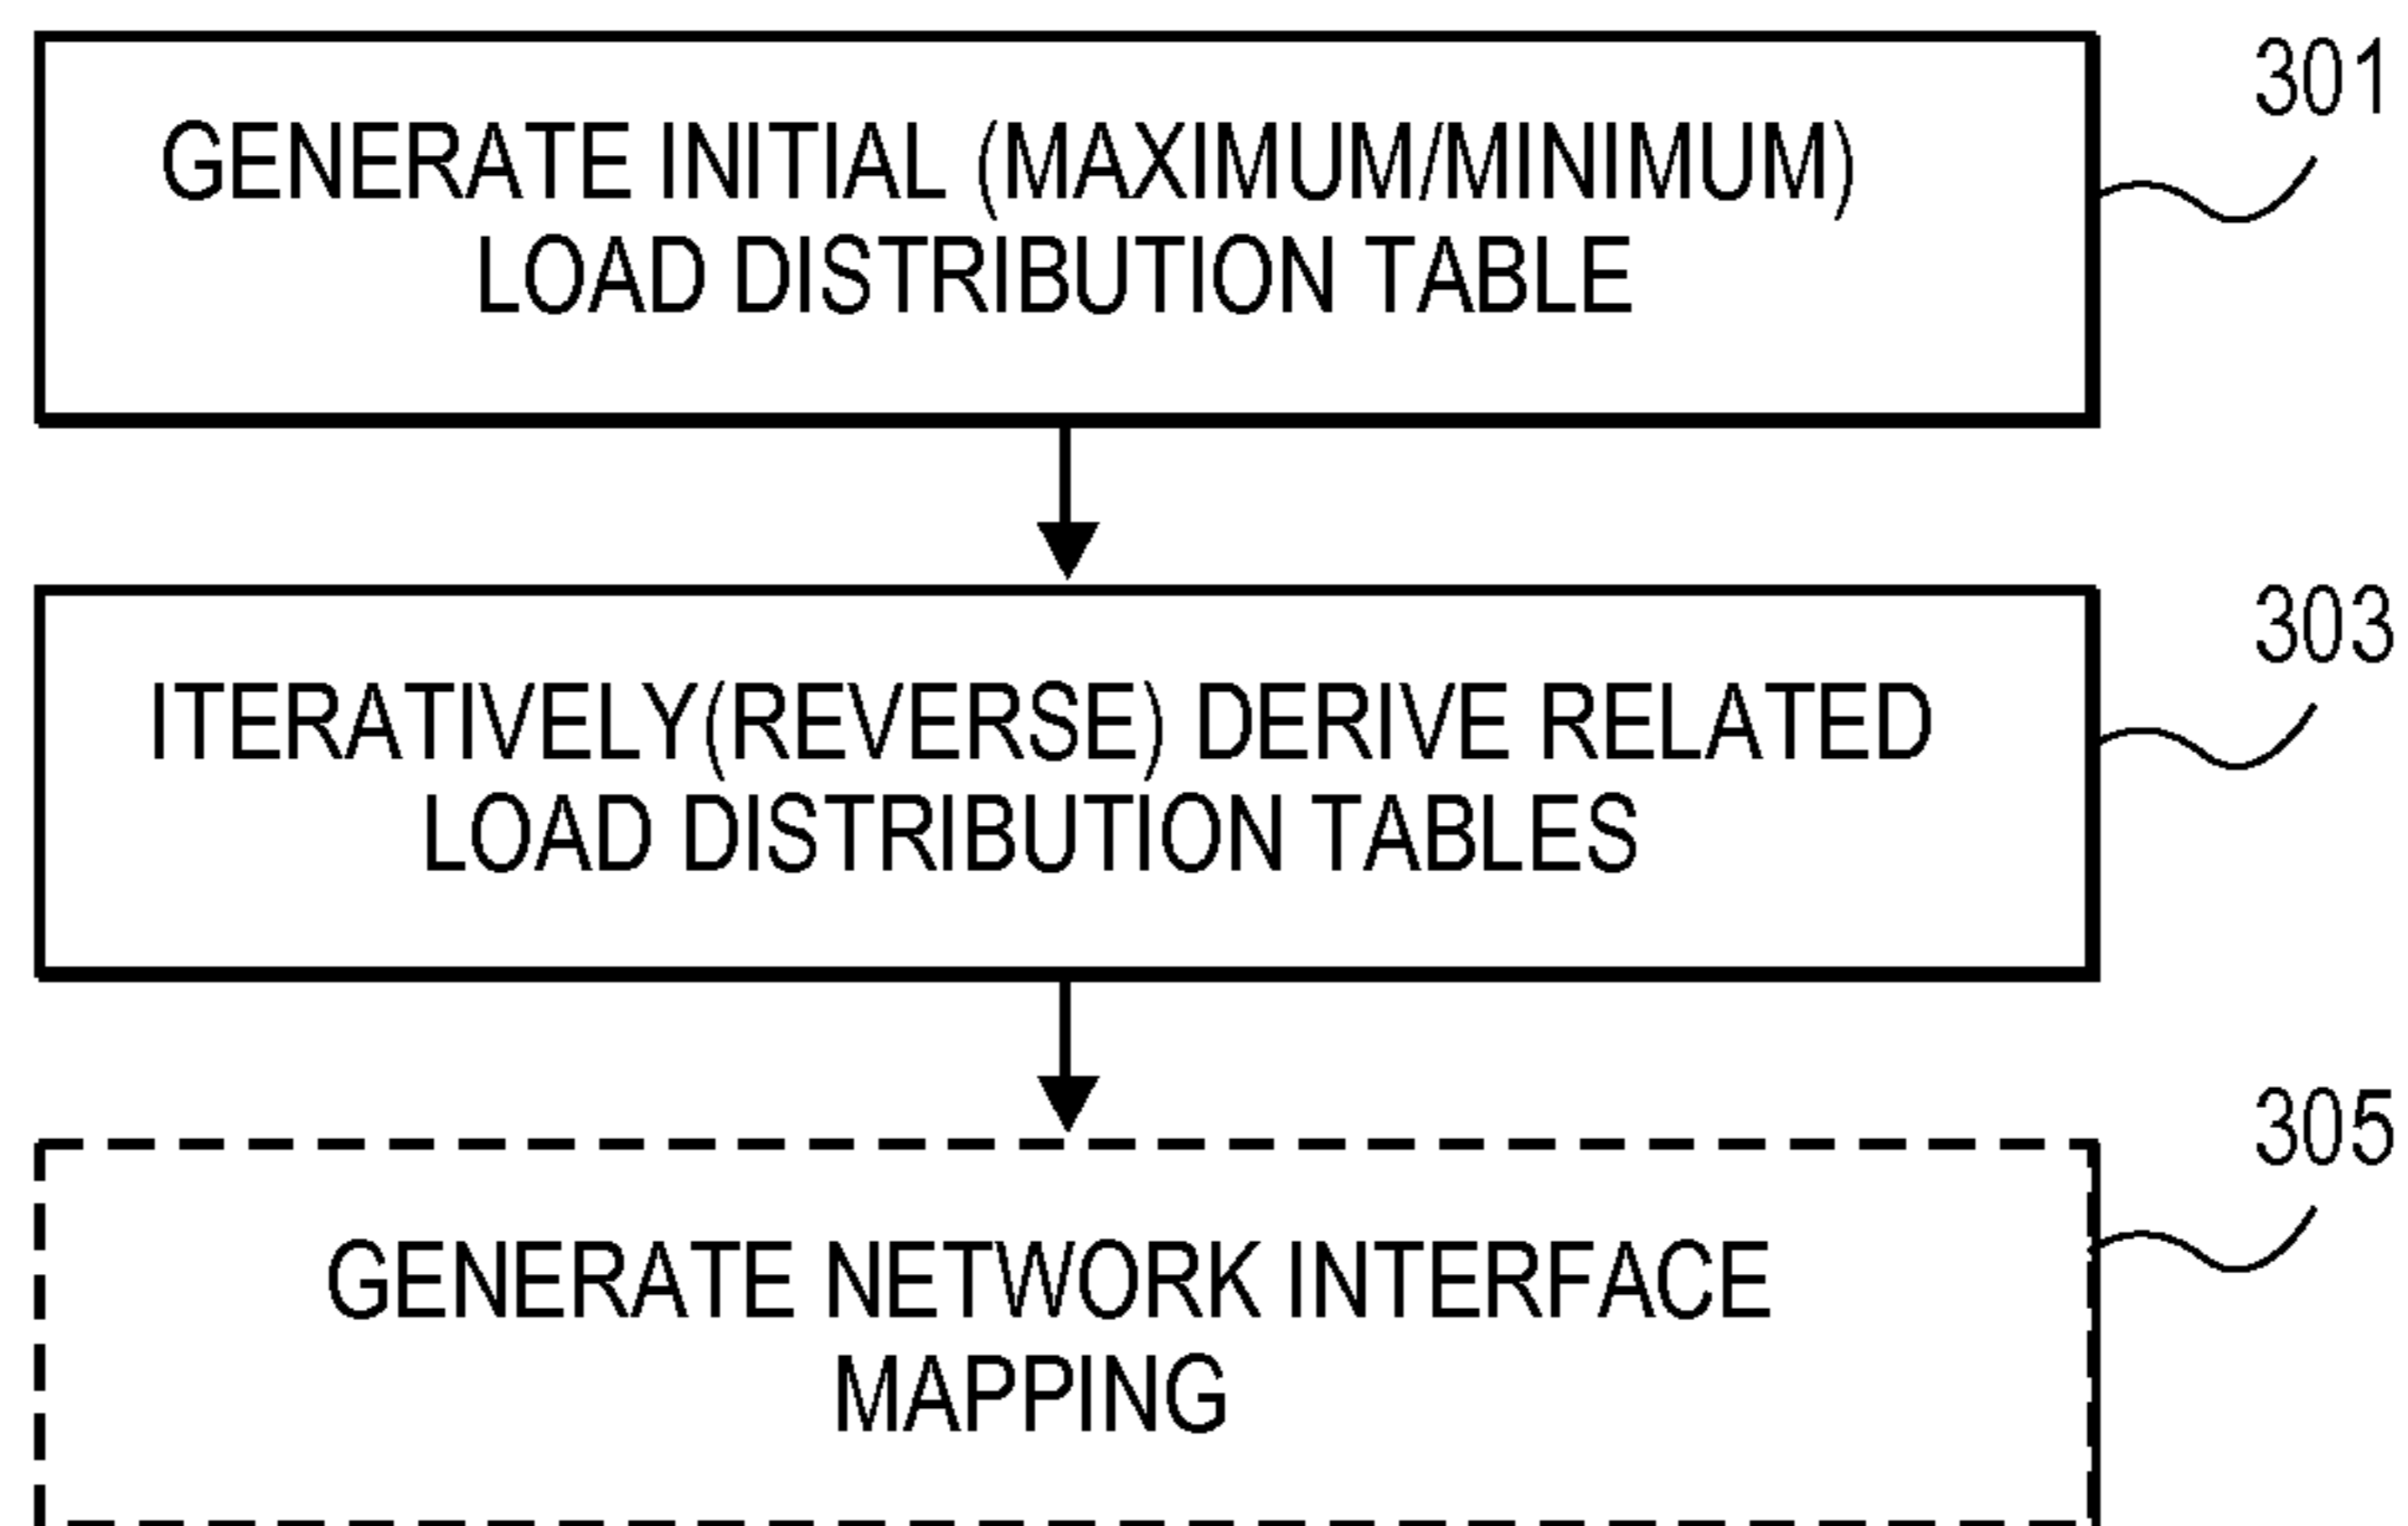 301
GENERATE INITIAL (MAXIMUM/MINIMUM)
LOAD DISTRIBUTION TABLE
303
ITERATIVELY(REVERSE) DERIVE RELATED
LOAD DISTRIBUTION TABLES
305
GENERATE NETWORK INTERFACE
MAPPING